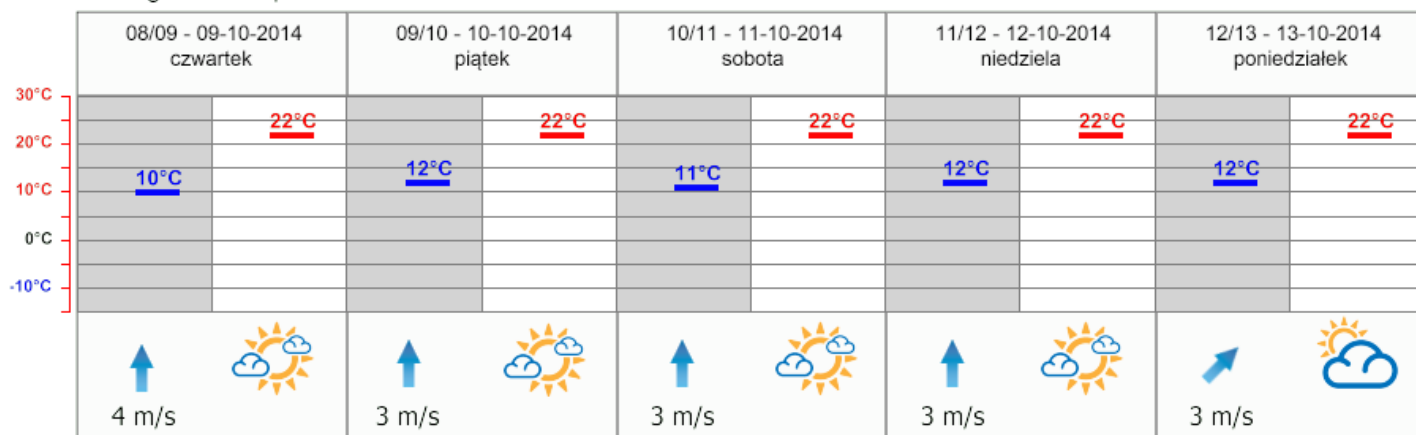 08/09 - 09-10-2014 09/10 - 10-10-2014 10/11 - 11-10-2014 11/12 - 12-10-2014 12/13 - 13-10-2014
czwartek piątek sobota niedziela poniedziałek
30°C
22°C 22°C 22°C 22°C 22°C
20°C
10°C 12°C 11°C 12°C 12°C
10°C
0°C
-10°C
4 m/s 3 m/s 3 m/s 3 m/s 3 m/s